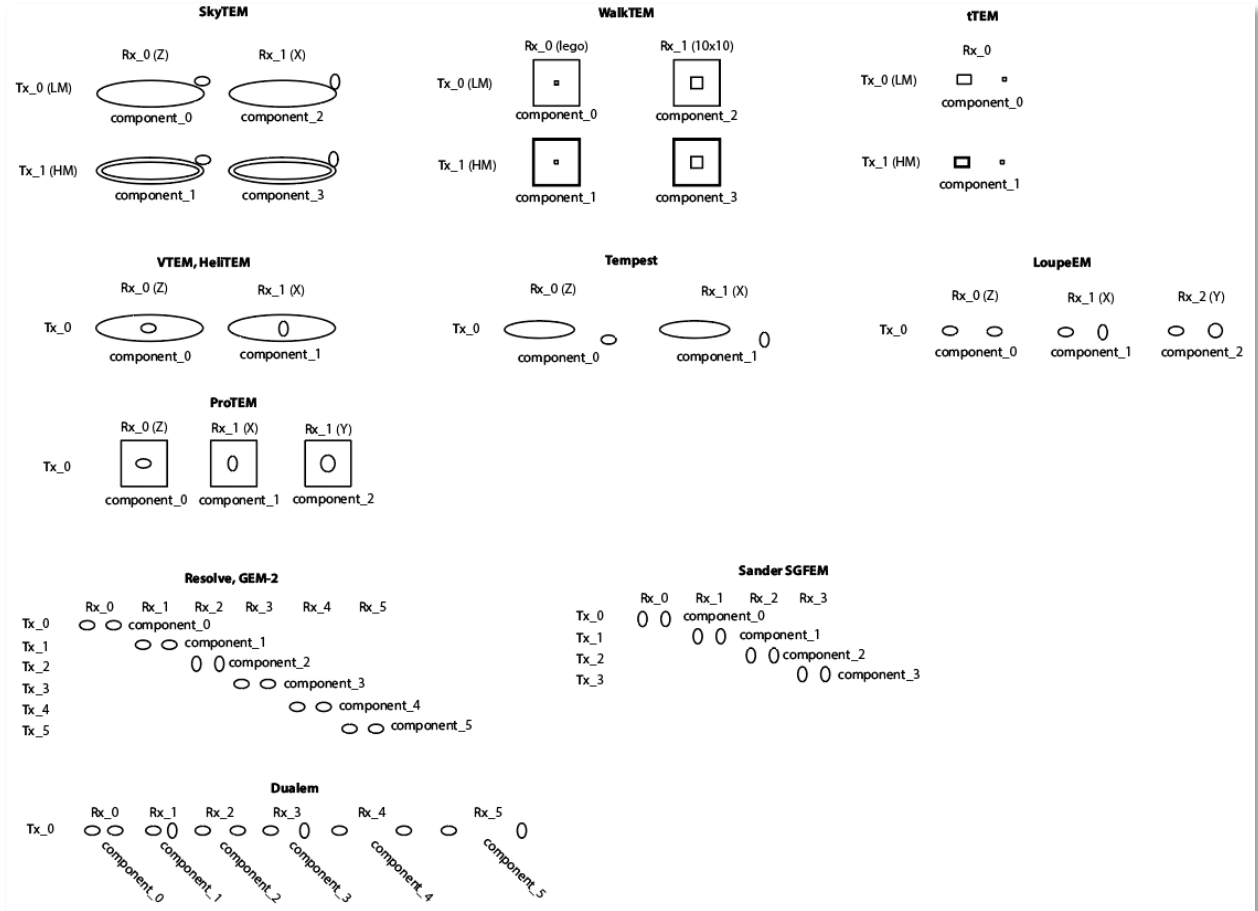 SkyTEM
Rx_0 (Z) Rx_1 (X)
Tx_0 (LM)
component_0 component_2
Tx_1 (HM)
component_1 component_3
WalkTEM
Rx_0 (lego) Rx_1 (10x10)
Tx_0 (LM)
component_0 component_2
Tx_1 (HM)
component_1 component_3
tTEM
Rx_0
Tx_0 (LM)
component_0
Tx_1 (HM)
component_1
VTEM, HeliTEM
Rx_0 (Z) Rx_1 (X)
Tx_0
component_0 component_1
Tempest
Rx_0 (Z) Rx_1 (X)
Tx_0
component_0 component_1
LoupeEM
Rx_0 (Z) Rx_1 (X) Rx_2 (Y)
Tx_0
component_0 component_1 component_2
ProTEM
Rx_0 (Z) Rx_1 (X) Rx_1 (Y)
Tx_0
component_0 component_1 component_2
Resolve, GEM-2
Rx_0 Rx_1 Rx_2 Rx_3 Rx_4 Rx_5
Tx_0 component_0
Tx_1 component_1
Tx_2 component_2
Tx_3 component_3
Tx_4 component_4
Tx_5 component_5
Sander SGFEM
Rx_0 Rx_1 Rx_2 Rx_3
Tx_0 component_0
Tx_1 component_1
Tx_2 component_2
Tx_3 component_3
Dualem
Rx_0 Rx_1 Rx_2 Rx_3 Rx_4 Rx_5
Tx_0
component_0 component_1 component_2 component_3 component_4 component_5